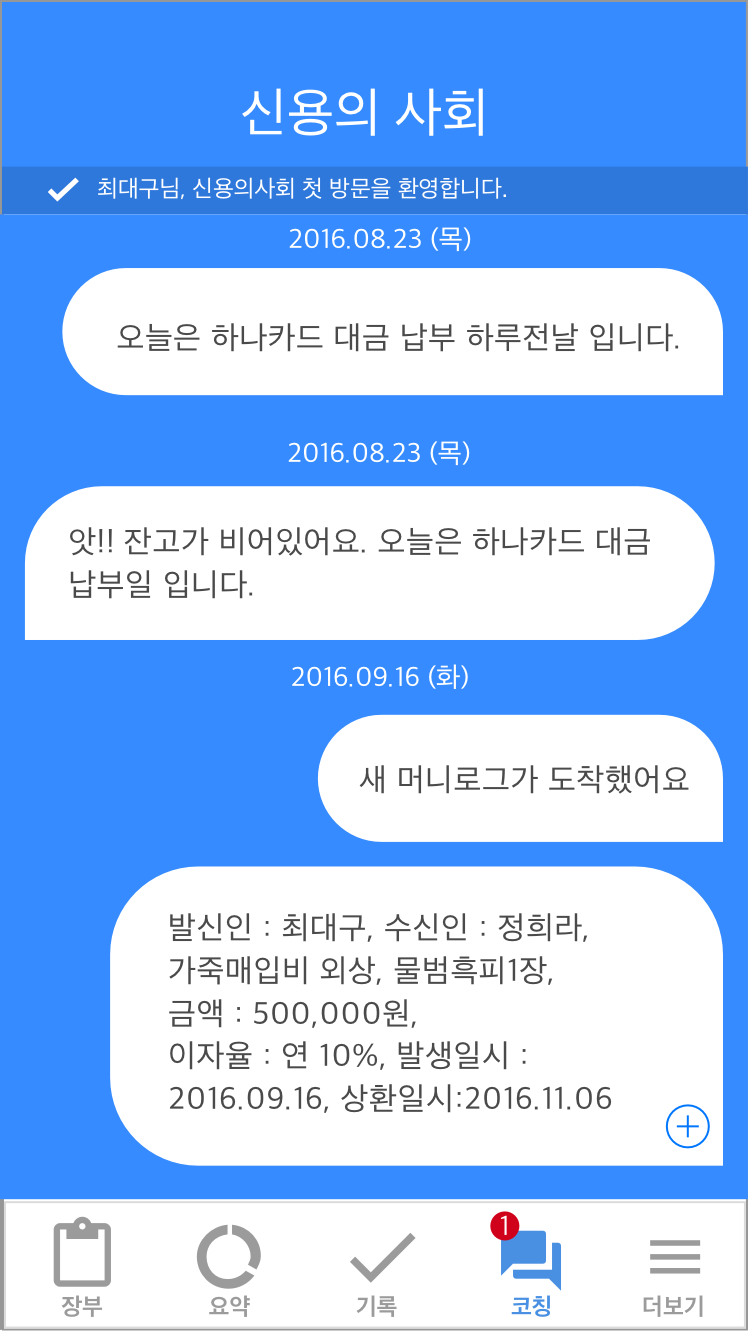 신용의 사회
최대구님, 신용의사회 첫 방문을 환영합니다.
2016.08.23 (목)
오늘은 하나카드 대금 납부 하루전날 입니다.
2016.08.23 (목)
앗!! 잔고가 비어있어요. 오늘은 하나카드 대금
납부일 입니다.
2016.09.16 (화)
새 머니로그가 도착했어요
발신인 : 최대구, 수신인 : 정희라,
가죽매입비 외상, 물범흑피1장,
금액 : 500,000원,
이자율 : 연 10%, 발생일시 :
2016.09.16, 상환일시:2016.11.06
1
장부
요약
기록
코칭
더보기